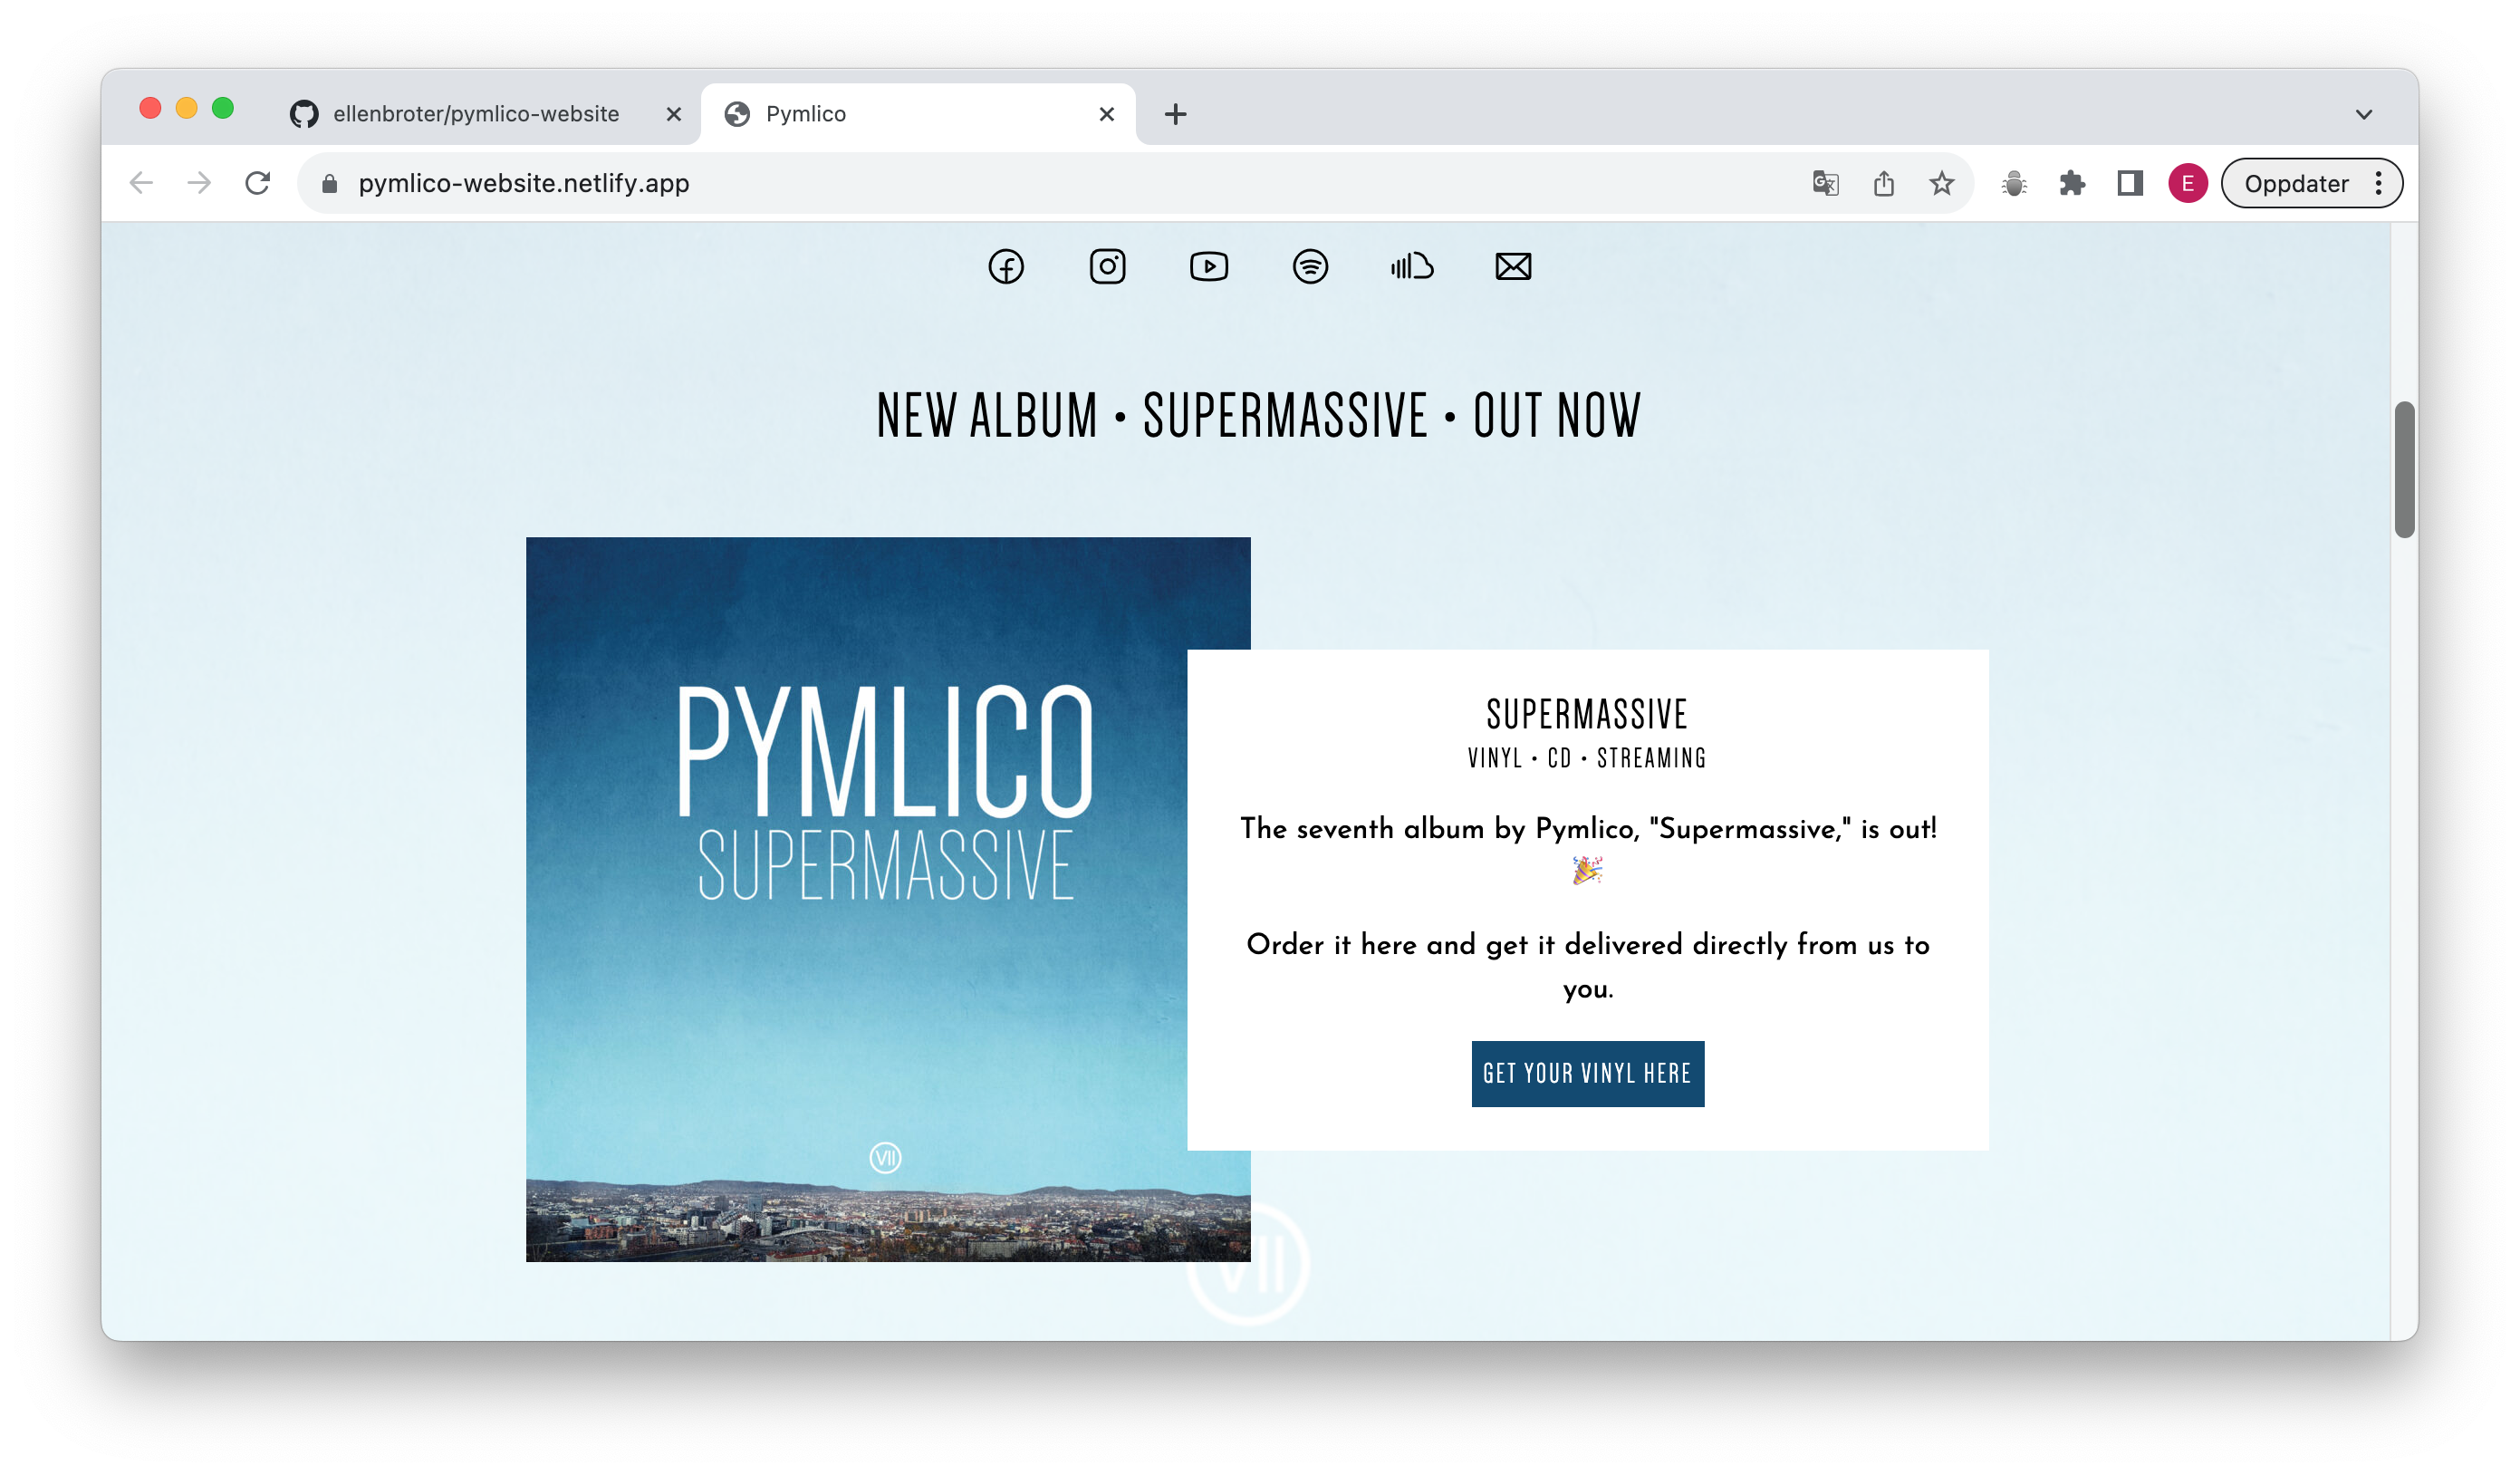 ellenbroter/pymlico-website
Pymlico
pymlico-website.netlify.app
E
Oppdater
NEW ALBUM • SUPERMASSIVE • OUT NOW
PYMLICO
SUPERMASSIVE
VII
SUPERMASSIVE
VINYL • CD • STREAMING
The seventh album by Pymlico, "Supermassive," is out!
🎉
Order it here and get it delivered directly from us to
you.
GET YOUR VINYL HERE
VII